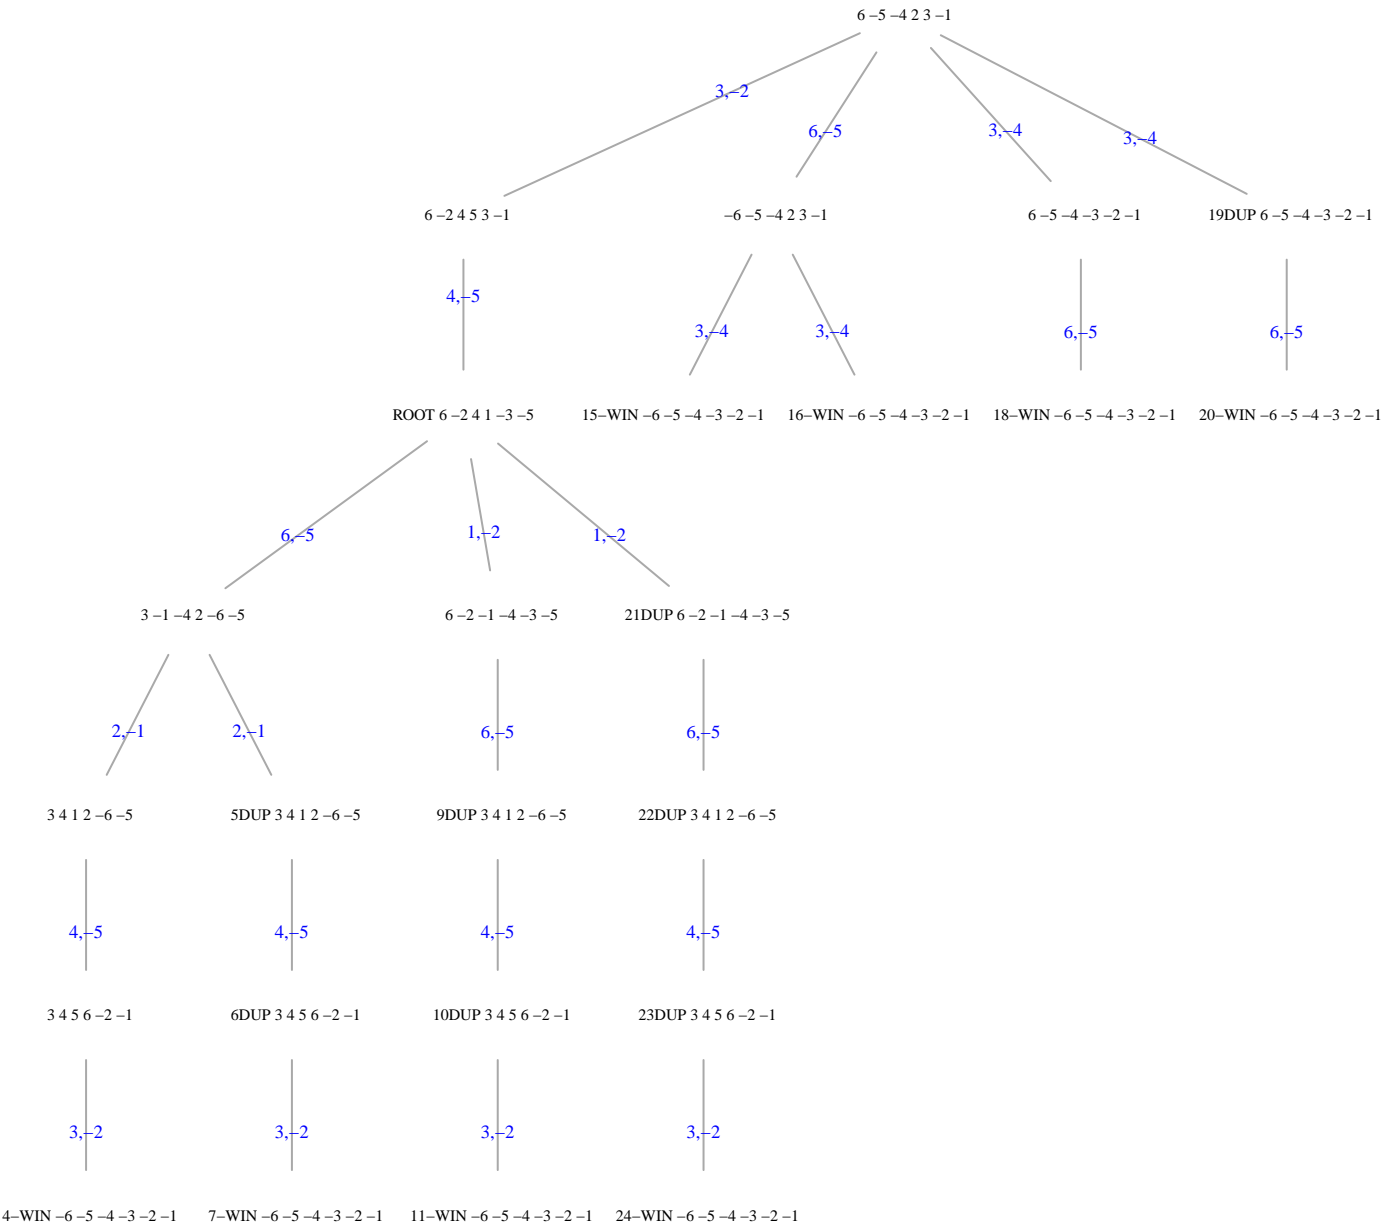 6 –5 –4 2 3 –1
3,–2
6,–5
3,–4
3,–4
6 –2 4 5 3 –1
–6 –5 –4 2 3 –1
6 –5 –4 –3 –2 –1
19DUP 6 –5 –4 –3 –2 –1
4,–5
3,–4
3,–4
6,–5
6,–5
ROOT 6 –2 4 1 –3 –5
15–WIN –6 –5 –4 –3 –2 –1
16–WIN –6 –5 –4 –3 –2 –1
18–WIN –6 –5 –4 –3 –2 –1
20–WIN –6 –5 –4 –3 –2 –1
6,–5
1,–2
1,–2
3 –1 –4 2 –6 –5
6 –2 –1 –4 –3 –5
21DUP 6 –2 –1 –4 –3 –5
2,–1
2,–1
6,–5
6,–5
3 4 1 2 –6 –5
5DUP 3 4 1 2 –6 –5
9DUP 3 4 1 2 –6 –5
22DUP 3 4 1 2 –6 –5
4,–5
4,–5
4,–5
4,–5
3 4 5 6 –2 –1
6DUP 3 4 5 6 –2 –1
10DUP 3 4 5 6 –2 –1
23DUP 3 4 5 6 –2 –1
3,–2
3,–2
3,–2
3,–2
4–WIN –6 –5 –4 –3 –2 –1
7–WIN –6 –5 –4 –3 –2 –1
11–WIN –6 –5 –4 –3 –2 –1
24–WIN –6 –5 –4 –3 –2 –1